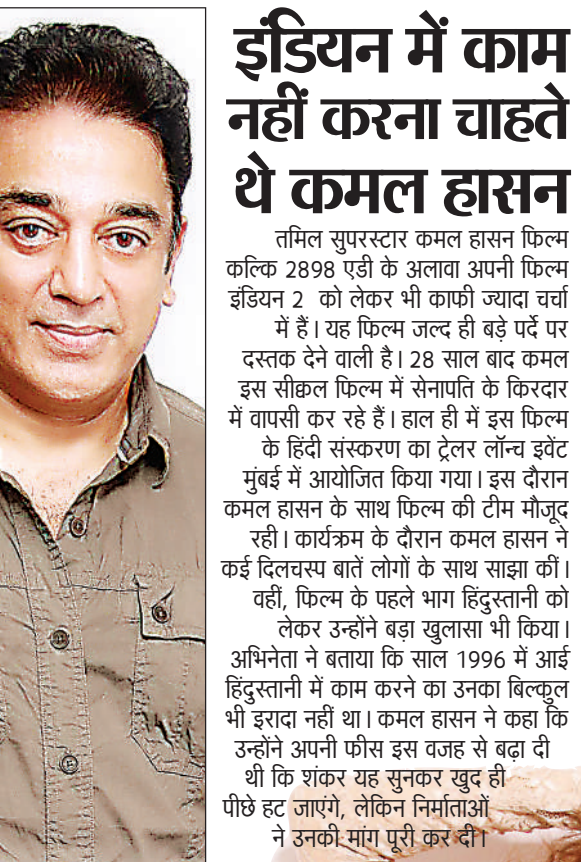 इंडियन में काम
नहीं करना चाहते
थे कमल हासन
तमिल सुपरस्टार कमल हासन फिल्म
कल्कि 2898 एडी के अलावा अपनी फिल्म
इंडियन 2 को लेकर भी काफी ज्यादा चर्चा
में हैं। यह फिल्म जल्द ही बड़े पर्दे पर
दस्तक देने वाली है। 28 साल बाद कमल
इस सीक्वल फिल्म में सेनापति के किरदार
में वापसी कर रहे हैं। हाल ही में इस फिल्म
के हिंदी संस्करण का ट्रेलर लॉन्च इवेंट
मुंबई में आयोजित किया गया। इस दौरान
कमल हासन के साथ फिल्म की टीम मौजूद
रही। कार्यक्रम के दौरान कमल हासन ने
कई दिलचस्प बातें लोगों के साथ साझा कीं।
वहीं, फिल्म के पहले भाग हिंदुस्तानी को
लेकर उन्होंने बड़ा खुलासा भी किया।
अभिनेता ने बताया कि साल 1996 में आई
हिंदुस्तानी में काम करने का उनका बिल्कुल
भी इरादा नहीं था। कमल हासन ने कहा कि
उन्होंने अपनी फीस इस वजह से बढ़ा दी
थी कि शंकर यह सुनकर खुद ही
पीछे हट जाएंगे, लेकिन निर्माताओं
ने उनकी मांग पूरी कर दी।